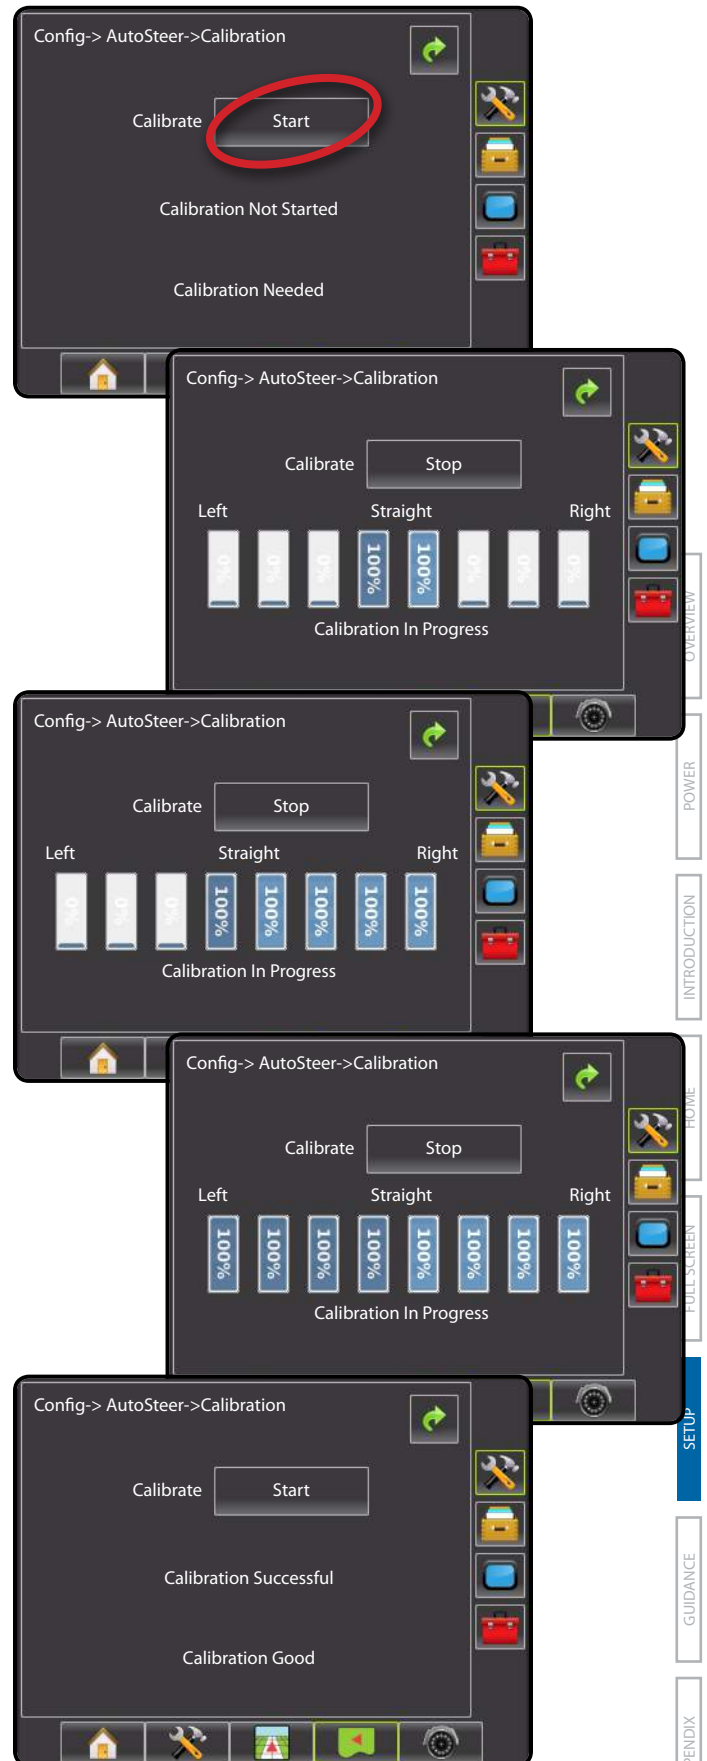 Config-> AutoSteer->Calibration
Calibrate Start
Calibration Not Started
Calibration Needed
Config-> AutoSteer->Calibration
Calibrate Stop
Left Straight Right
0% 0% 0% 100% 100% 0% 0% 0%
Calibration In Progress
Config-> AutoSteer->Calibration
Calibrate Stop
Left Straight Right
0% 0% 0% 100% 100% 100% 100% 100%
Calibration In Progress
Config-> AutoSteer->Calibration
Calibrate Stop
Left Straight Right
100% 100% 100% 100% 100% 100% 100% 100%
Calibration In Progress
Config-> AutoSteer->Calibration
Calibrate Start
Calibration Successful
Calibration Good
OVERVIEW
POWER
INTRODUCTION
HOME
FULL SCREEN
SETUP
GUIDANCE